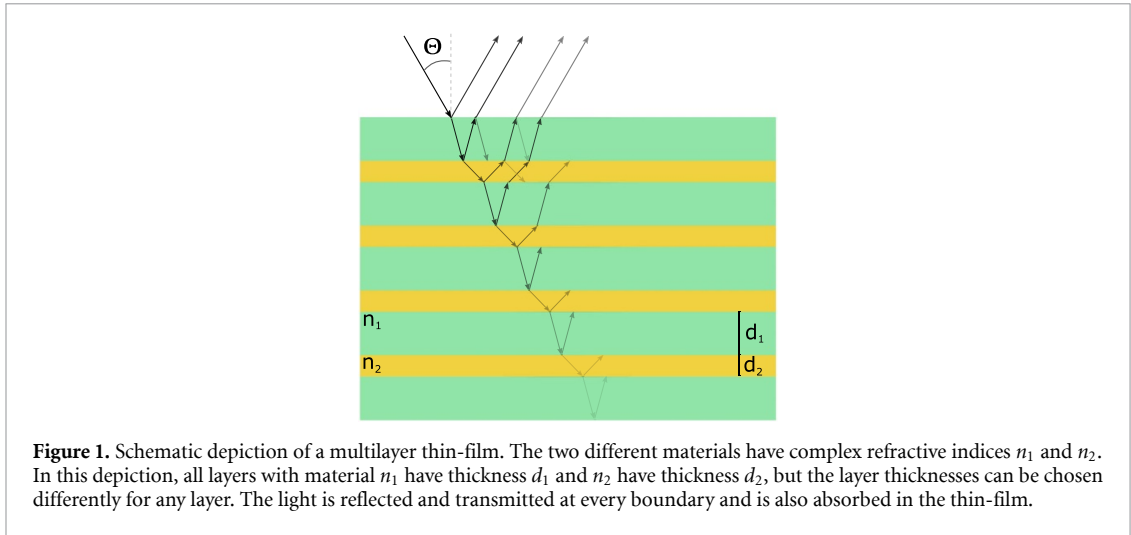 Θ
n₁
d₁
n₂
d₂
Figure 1. Schematic depiction of a multilayer thin-film. The two different materials have complex refractive indices n₁ and n₂.
In this depiction, all layers with material n₁ have thickness d₁ and n₂ have thickness d₂, but the layer thicknesses can be chosen
differently for any layer. The light is reflected and transmitted at every boundary and is also absorbed in the thin-film.